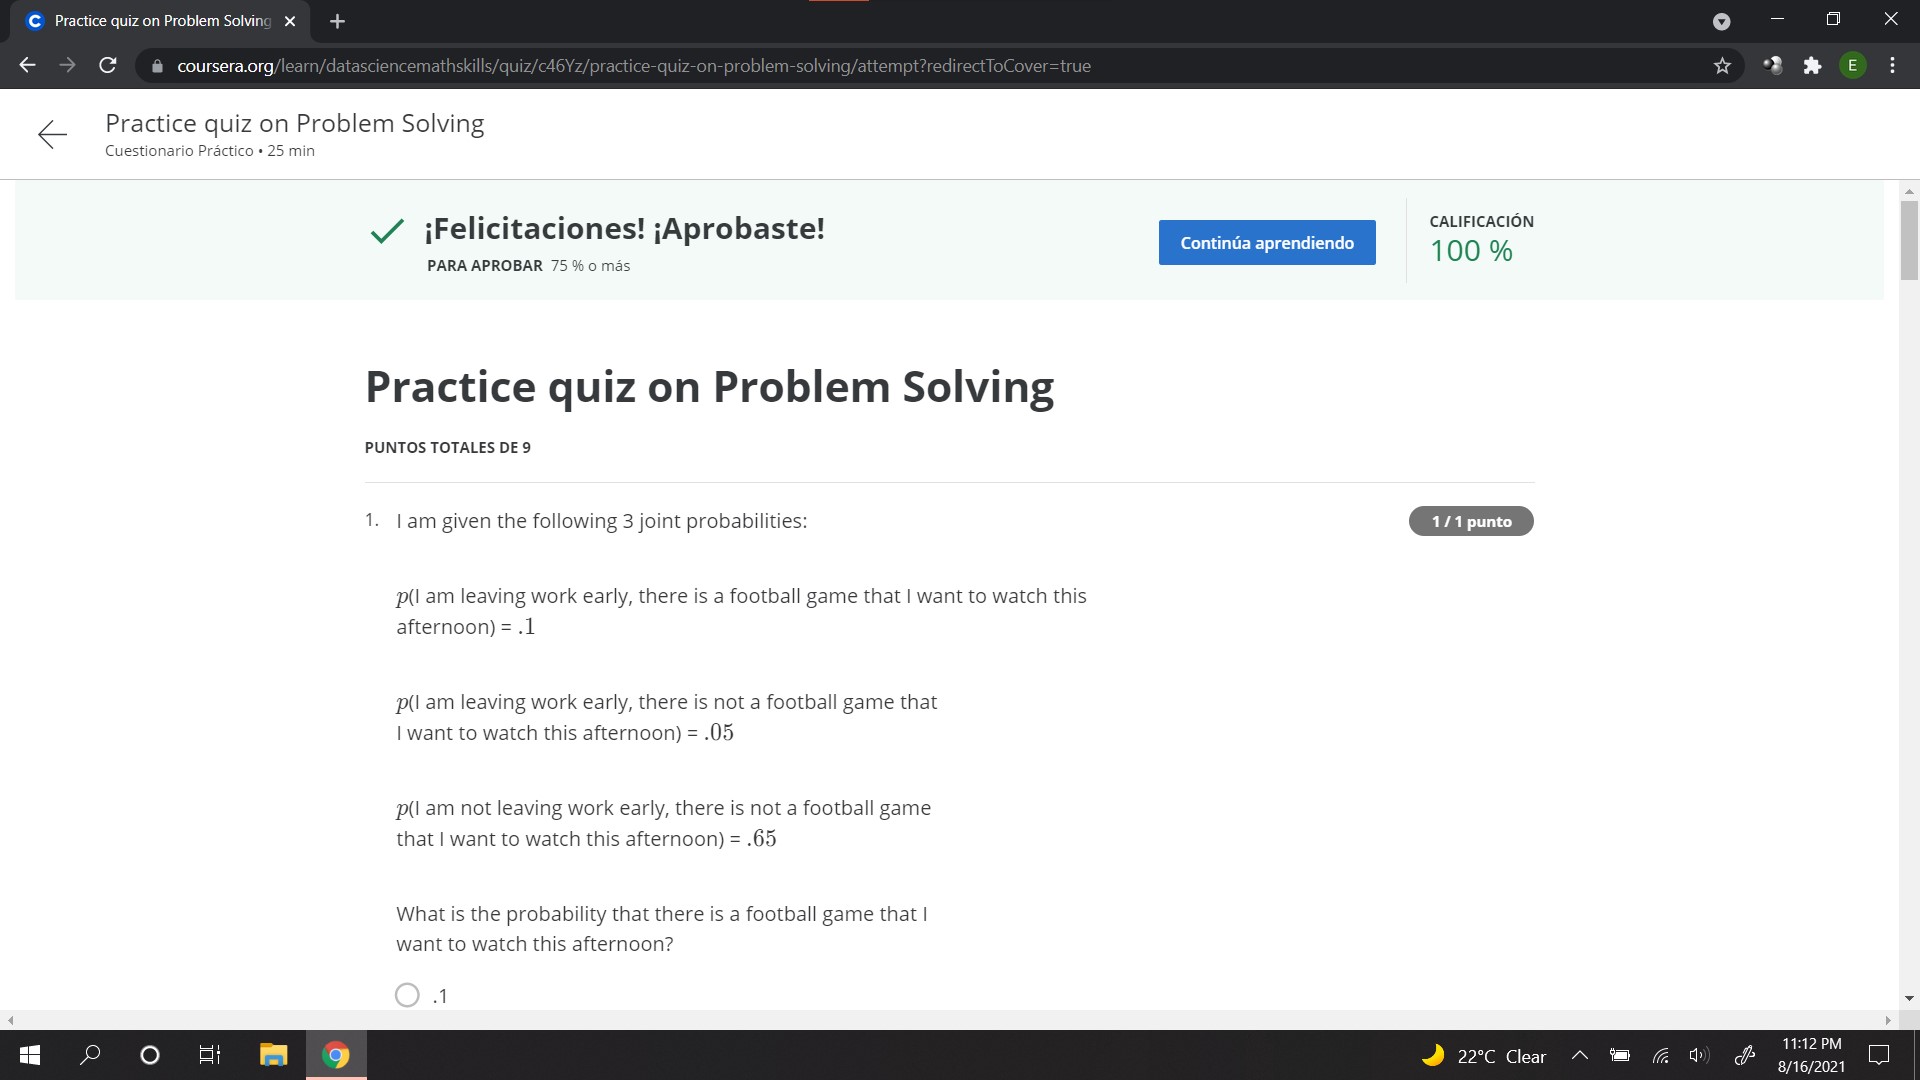 Practice quiz on Problem Solving
coursera.org/learn/datasciencemathskills/quiz/c46Yz/practice-quiz-on-problem-solving/attempt?redirectToCover=true
E
Practice quiz on Problem Solving
Cuestionario Práctico • 25 min
¡Felicitaciones! ¡Aprobaste!
PARA APROBAR 75 % o más
Continúa aprendiendo
CALIFICACIÓN
100 %
Practice quiz on Problem Solving
PUNTOS TOTALES DE 9
1. I am given the following 3 joint probabilities:
1 / 1 punto
p(I am leaving work early, there is a football game that I want to watch this
afternoon) = .1
p(I am leaving work early, there is not a football game that
I want to watch this afternoon) = .05
p(I am not leaving work early, there is not a football game
that I want to watch this afternoon) = .65
What is the probability that there is a football game that I
want to watch this afternoon?
.1
22°C Clear
11:12 PM
8/16/2021